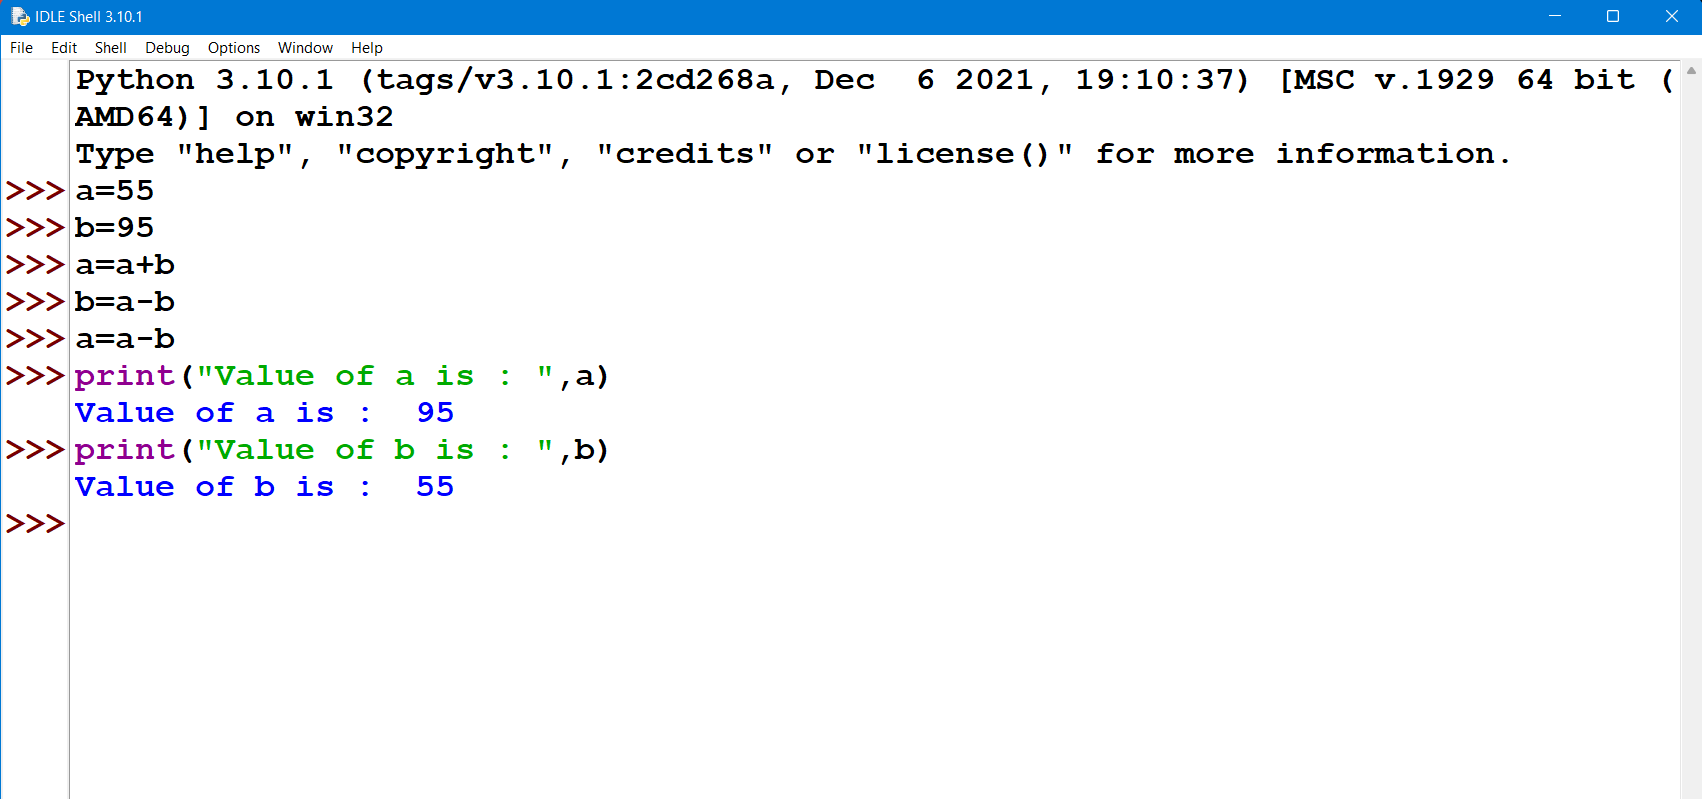 IDLE Shell 3.10.1
File Edit Shell Debug Options Window Help
Python 3.10.1 (tags/v3.10.1:2cd268a, Dec  6 2021, 19:10:37) [MSC v.1929 64 bit (
AMD64)] on win32
Type "help", "copyright", "credits" or "license()" for more information.
>>> a=55
>>> b=95
>>> a=a+b
>>> b=a-b
>>> a=a-b
>>> print("Value of a is : ",a)
Value of a is :  95
>>> print("Value of b is : ",b)
Value of b is :  55
>>>